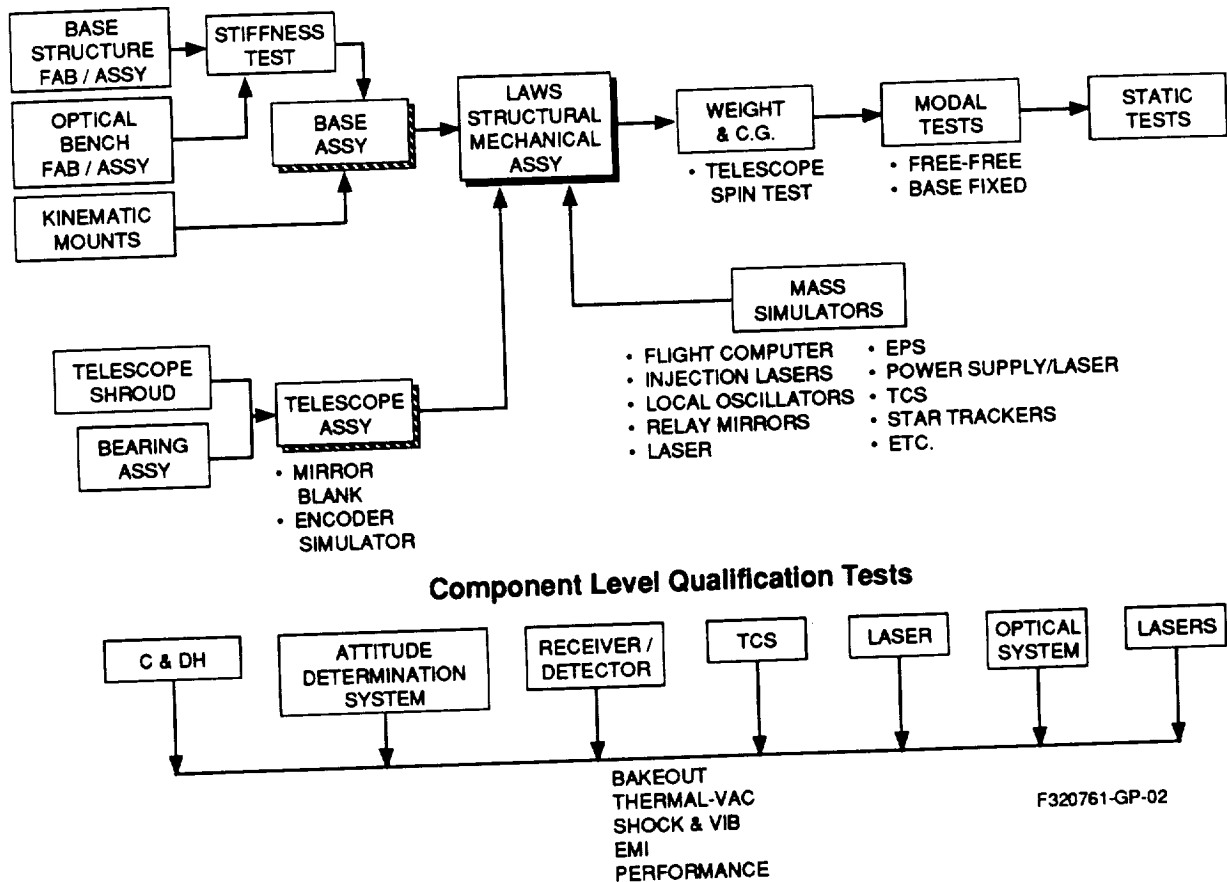 BASE
STRUCTURE
FAB / ASSY
STIFFNESS
TEST
OPTICAL
BENCH
FAB / ASSY
BASE
ASSY
KINEMATIC
MOUNTS
LAWS
STRUCTURAL
MECHANICAL
ASSY
WEIGHT
& C.G.
• TELESCOPE
SPIN TEST
MODAL
TESTS
• FREE-FREE
• BASE FIXED
STATIC
TESTS
MASS
SIMULATORS
• FLIGHT COMPUTER
• INJECTION LASERS
• LOCAL OSCILLATORS
• RELAY MIRRORS
• LASER
• EPS
• POWER SUPPLY/LASER
• TCS
• STAR TRACKERS
• ETC.
TELESCOPE
SHROUD
BEARING
ASSY
TELESCOPE
ASSY
• MIRROR
BLANK
• ENCODER
SIMULATOR
Component Level Qualification Tests
C & DH
ATTITUDE
DETERMINATION
SYSTEM
RECEIVER /
DETECTOR
TCS
LASER
OPTICAL
SYSTEM
LASERS
BAKEOUT
THERMAL-VAC
SHOCK & VIB
EMI
PERFORMANCE
F320761-GP-02